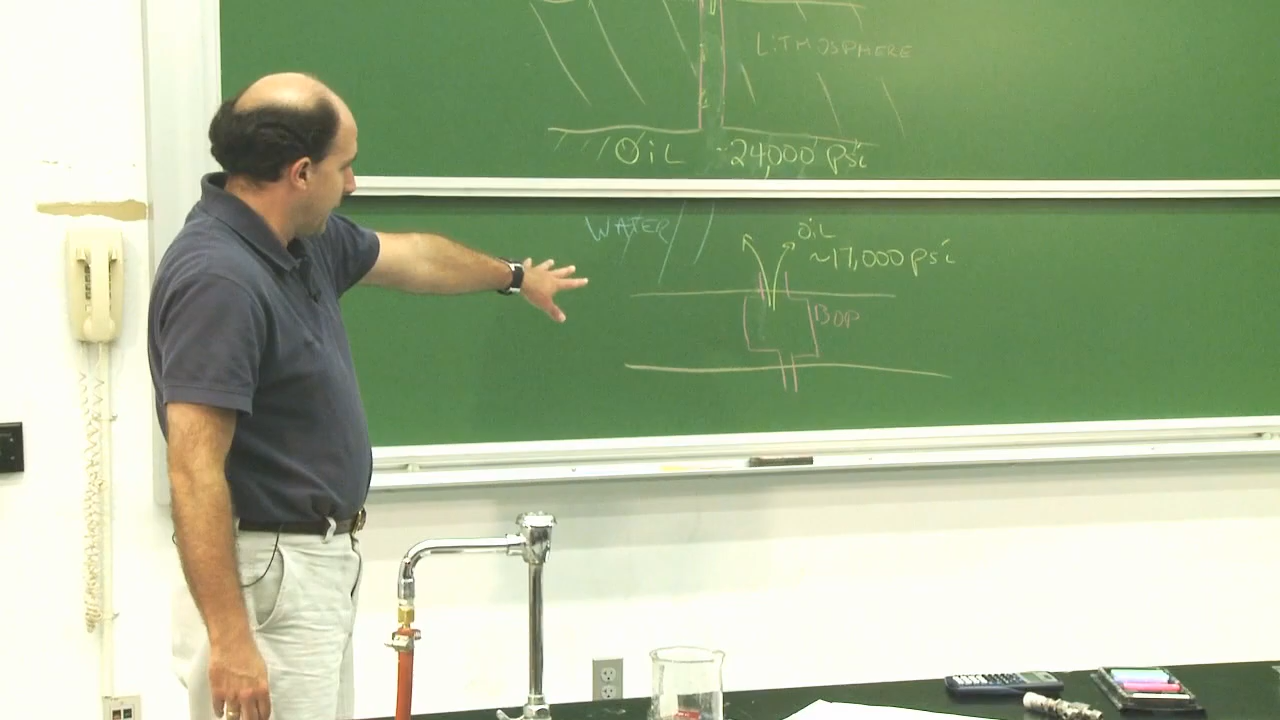 LITHOSPHERE
OIL ~24,000 psi
WATER
OIL
~17,000 psi
BOP